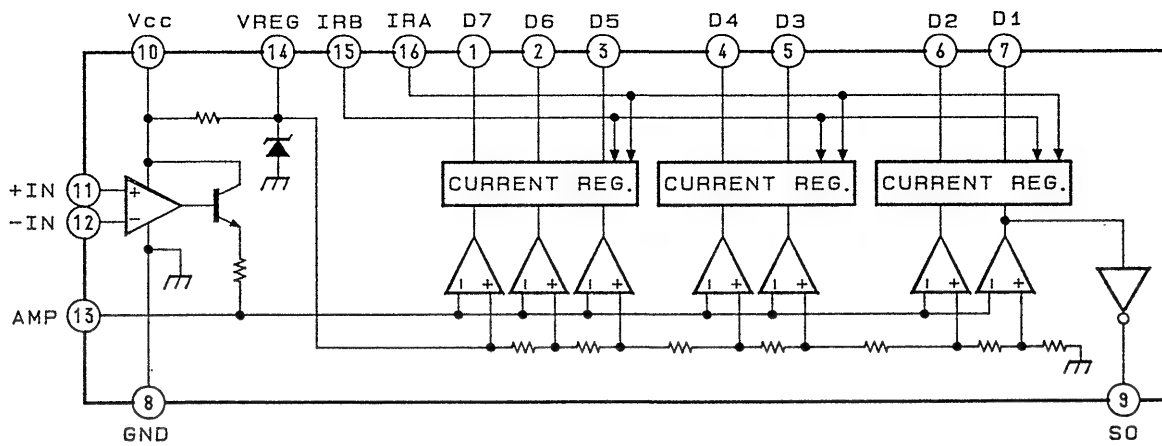 Vcc VREG IRB IRA D7 D6 D5 D4 D3 D2 D1
10 14 15 16 1 2 3 4 5 6 7
+IN 11 + CURRENT REG. CURRENT REG. CURRENT REG.
-IN 12 -
- + - + - + - + - + - + - +
AMP 13
8 9
GND SO